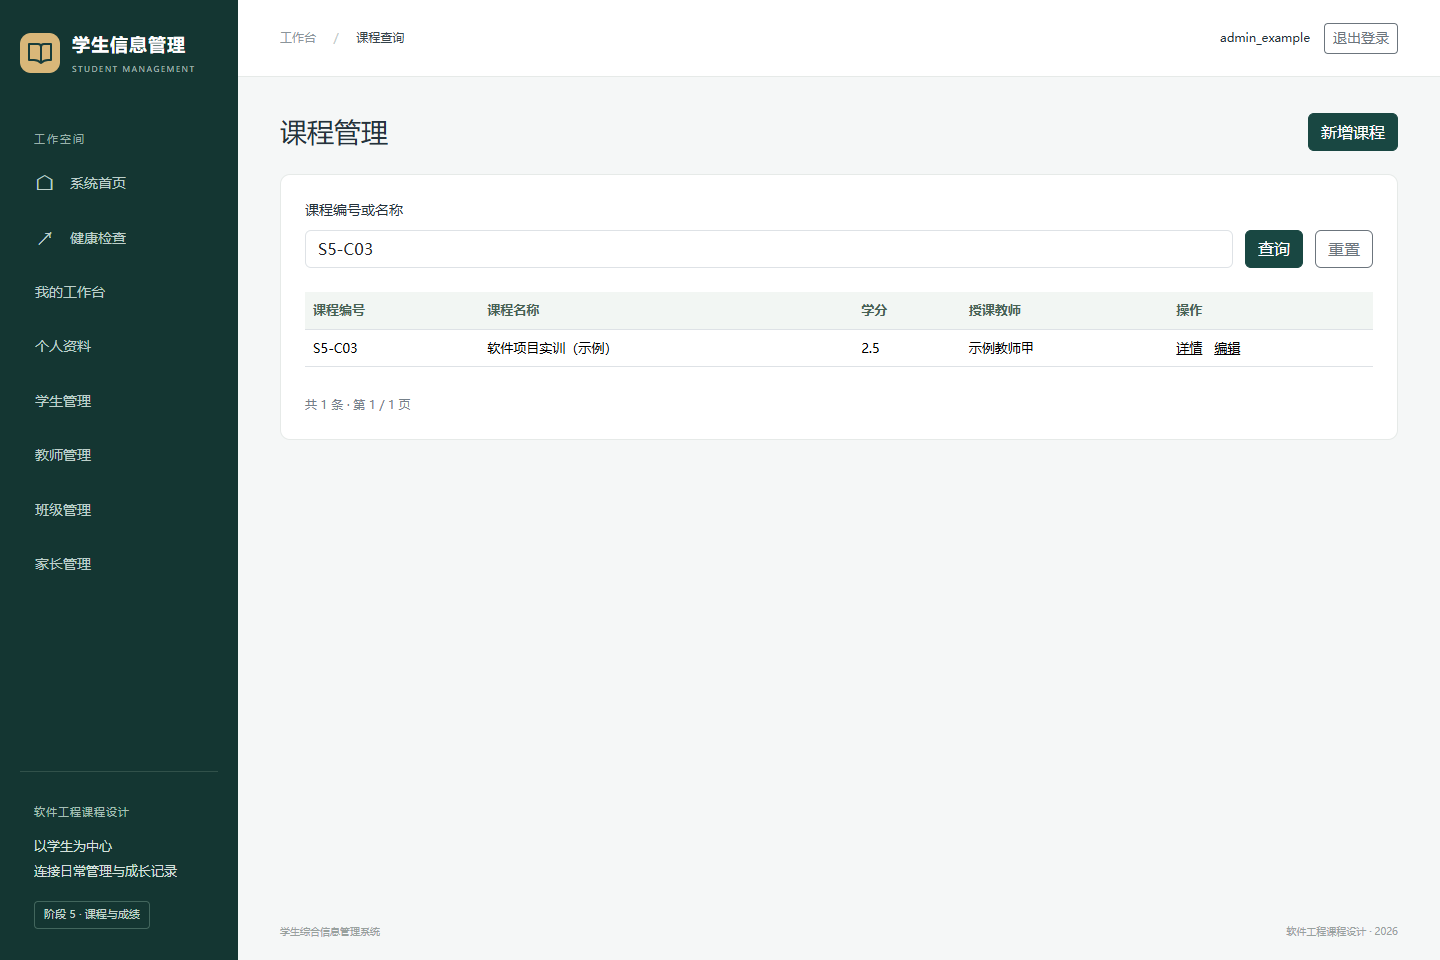 学生信息管理
STUDENT MANAGEMENT
工作空间
系统首页
健康检查
我的工作台
个人资料
学生管理
教师管理
班级管理
家长管理
软件工程课程设计
以学生为中心
连接日常管理与成长记录
阶段 5 · 课程与成绩
工作台 / 课程查询
admin_example 退出登录
课程管理 新增课程
课程编号或名称
S5-C03 查询 重置
课程编号 课程名称 学分 授课教师 操作
S5-C03 软件项目实训（示例） 2.5 示例教师甲 详情 编辑
共 1 条 · 第 1 / 1 页
学生综合信息管理系统 软件工程课程设计 · 2026